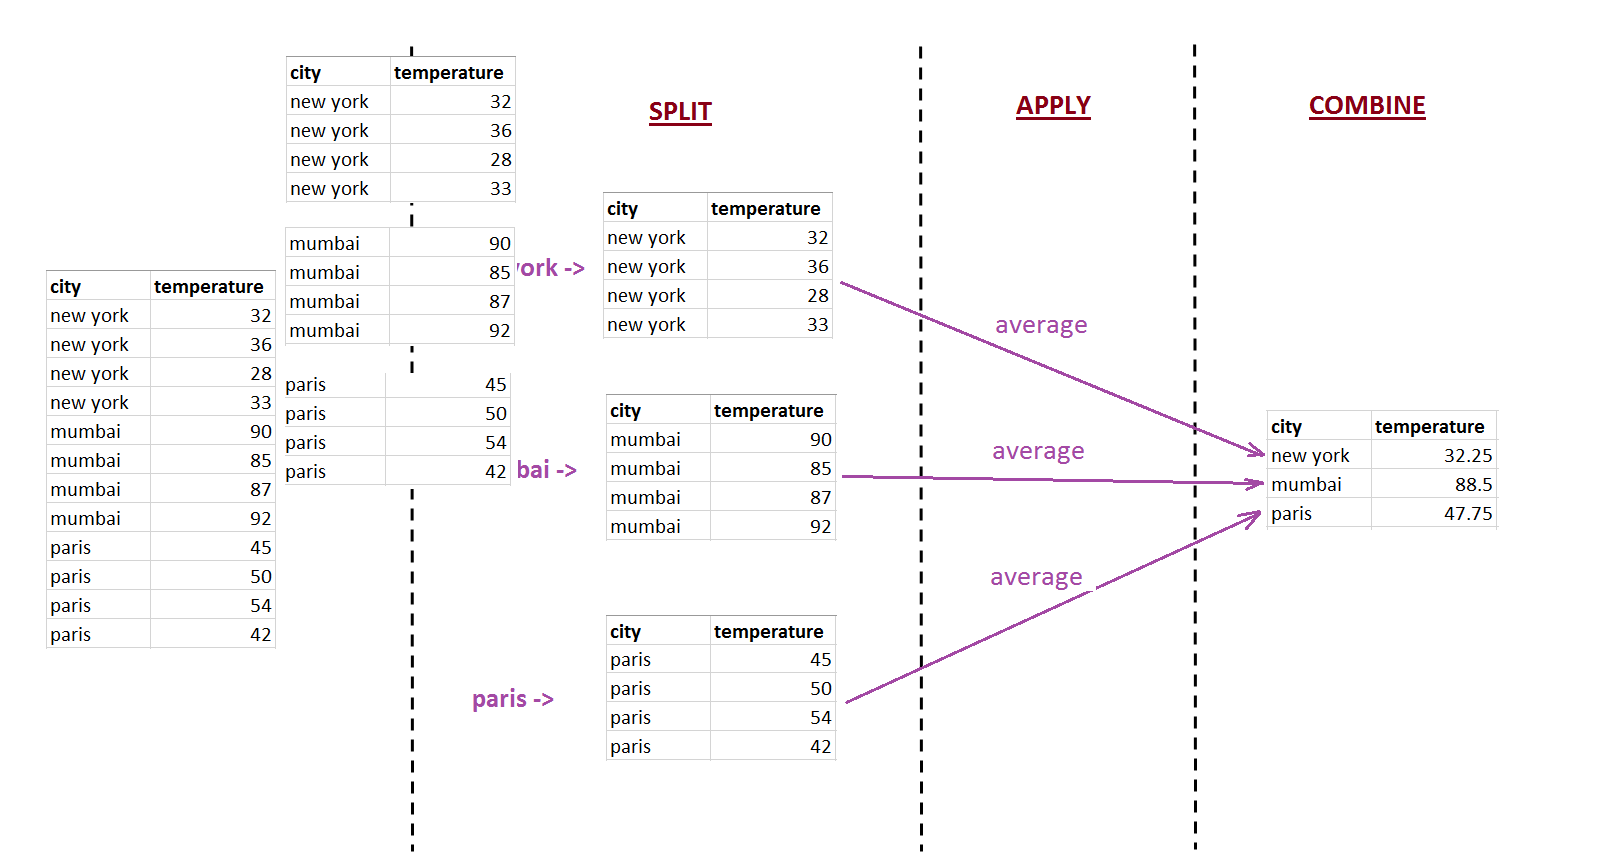 SPLIT
APPLY
COMBINE
city temperature
new york 32
new york 36
new york 28
new york 33
mumbai 90
mumbai 85
mumbai 87
mumbai 92
paris 45
paris 50
paris 54
paris 42
city temperature
new york 32
new york 36
new york 28
new york 33
mumbai 90
mumbai 85
mumbai 87
mumbai 92
paris 45
paris 50
paris 54
paris 42
york ->
city temperature
new york 32
new york 36
new york 28
new york 33
bai ->
city temperature
mumbai 90
mumbai 85
mumbai 87
mumbai 92
paris ->
city temperature
paris 45
paris 50
paris 54
paris 42
average
average
average
city temperature
new york 32.25
mumbai 88.5
paris 47.75